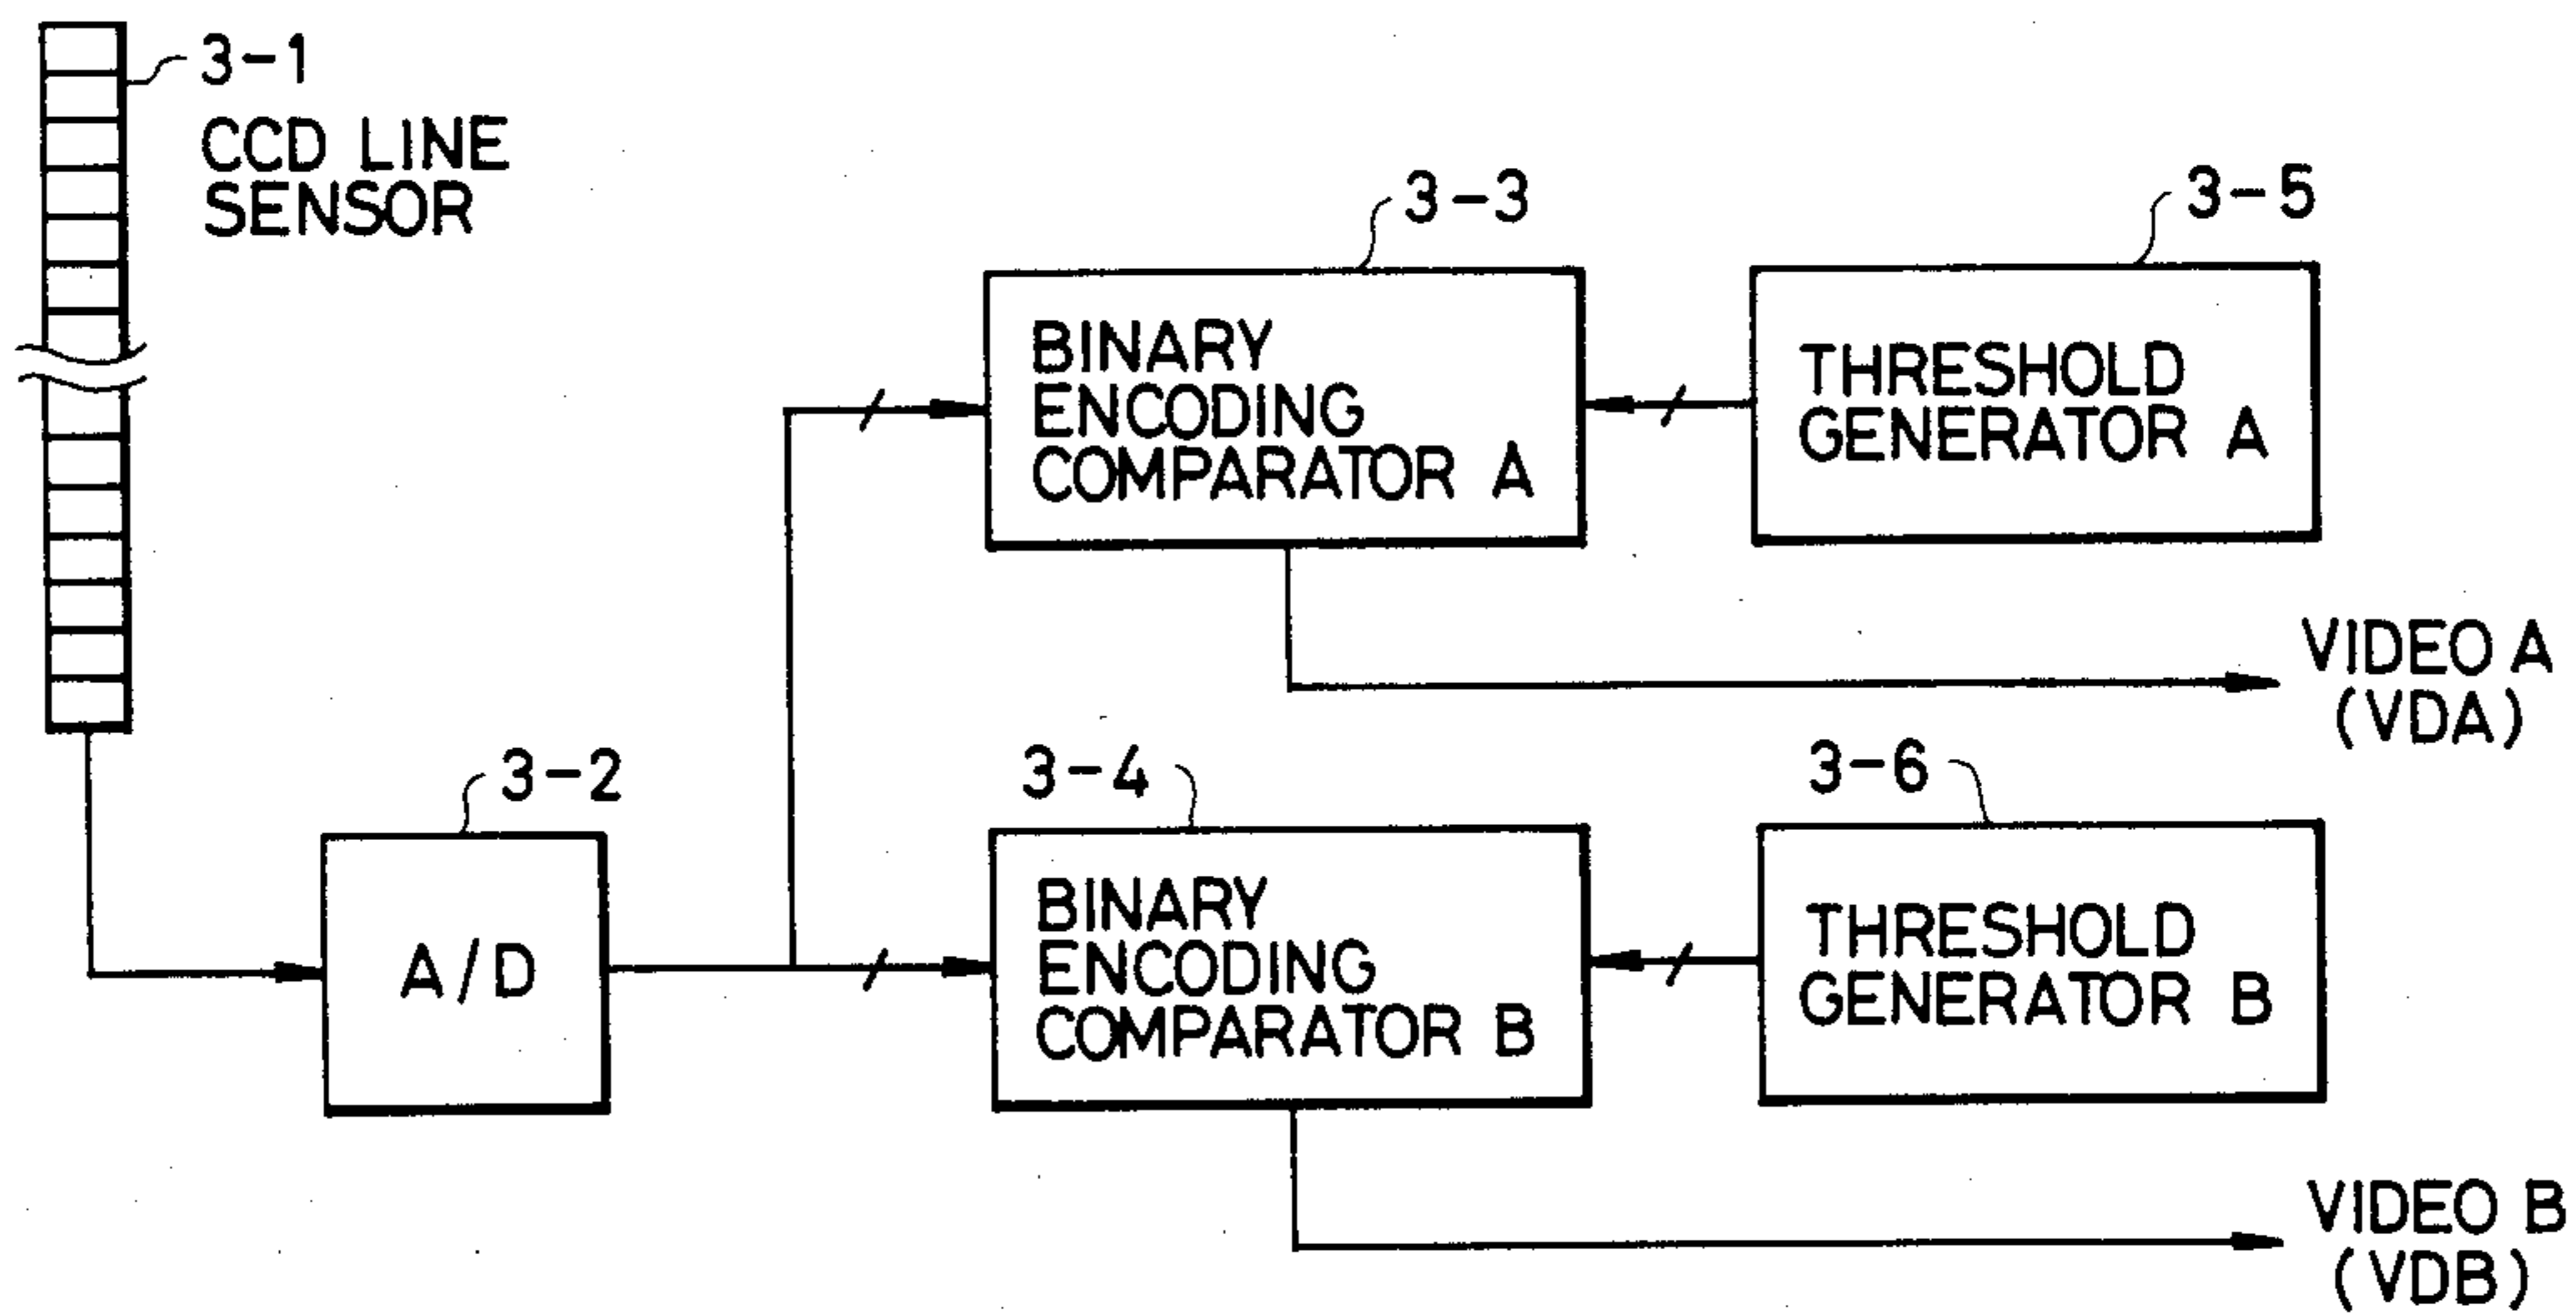 3-1
CCD LINE
SENSOR
3-3
BINARY
ENCODING
COMPARATOR A
3-5
THRESHOLD
GENERATOR A
VIDEO A
(VDA)
3-2
A/D
3-4
BINARY
ENCODING
COMPARATOR B
3-6
THRESHOLD
GENERATOR B
VIDEO B
(VDB)